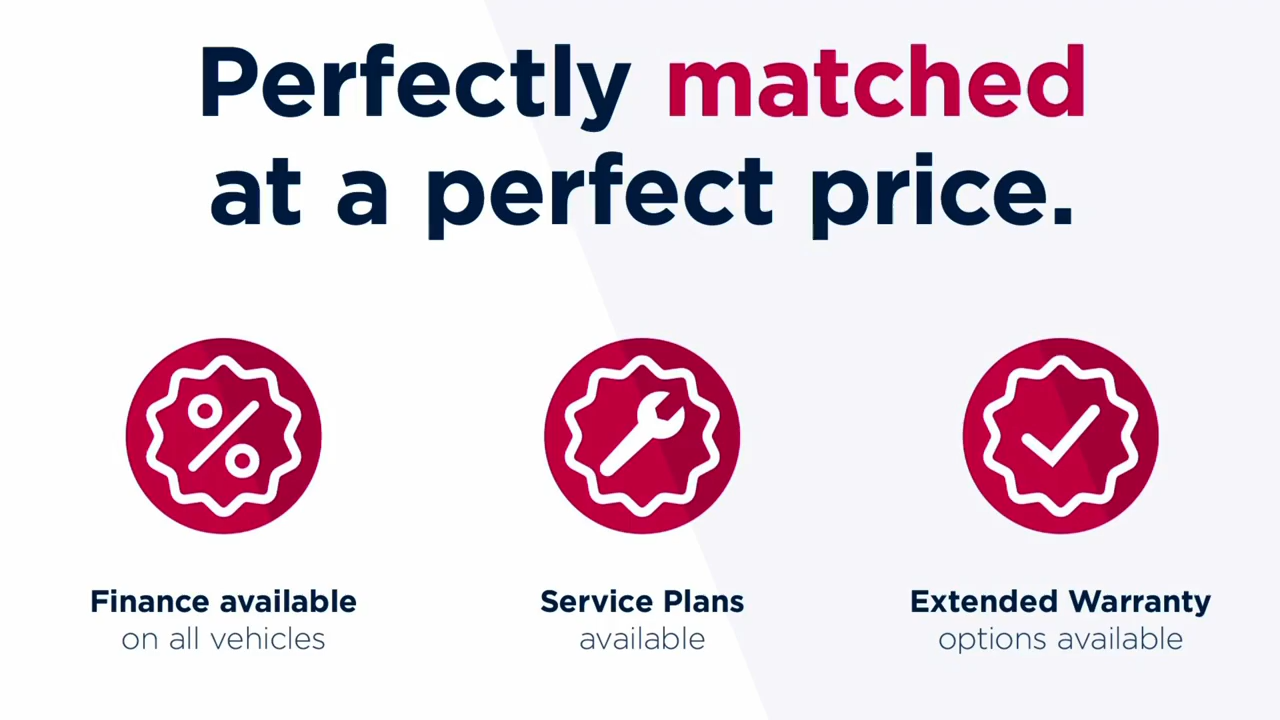 Perfectly matched
at a perfect price.
Finance available
on all vehicles
Service Plans
available
Extended Warranty
options available